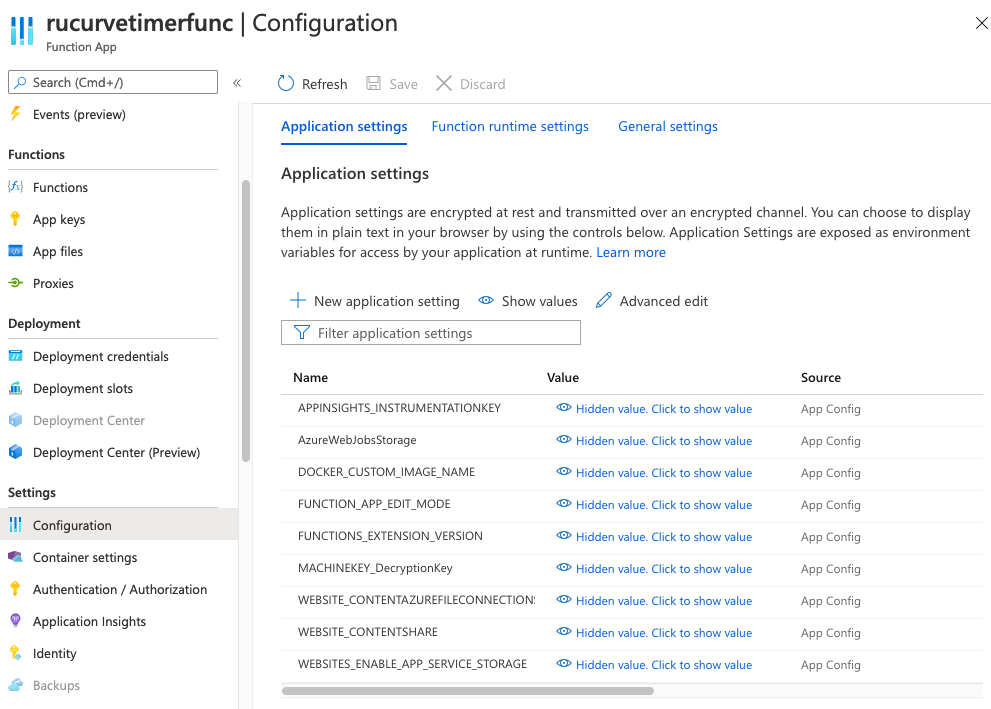 rucurvetimerfunc | Configuration
Function App
Search (Cmd+/)
«
Refresh
Save
Discard
Events (preview)
Functions
Functions
App keys
App files
Proxies
Deployment
Deployment credentials
Deployment slots
Deployment Center
Deployment Center (Preview)
Settings
Configuration
Container settings
Authentication / Authorization
Application Insights
Identity
Backups
Application settings Function runtime settings General settings
Application settings
Application settings are encrypted at rest and transmitted over an encrypted channel. You can choose to display
them in plain text in your browser by using the controls below. Application Settings are exposed as environment
variables for access by your application at runtime. Learn more
New application setting Show values Advanced edit
Filter application settings
Name Value Source
APPINSIGHTS_INSTRUMENTATIONKEY Hidden value. Click to show value App Config
AzureWebJobsStorage Hidden value. Click to show value App Config
DOCKER_CUSTOM_IMAGE_NAME Hidden value. Click to show value App Config
FUNCTION_APP_EDIT_MODE Hidden value. Click to show value App Config
FUNCTIONS_EXTENSION_VERSION Hidden value. Click to show value App Config
MACHINEKEY_DecryptionKey Hidden value. Click to show value App Config
WEBSITE_CONTENTAZUREFILECONNECTIONS Hidden value. Click to show value App Config
WEBSITE_CONTENTSHARE Hidden value. Click to show value App Config
WEBSITES_ENABLE_APP_SERVICE_STORAGE Hidden value. Click to show value App Config